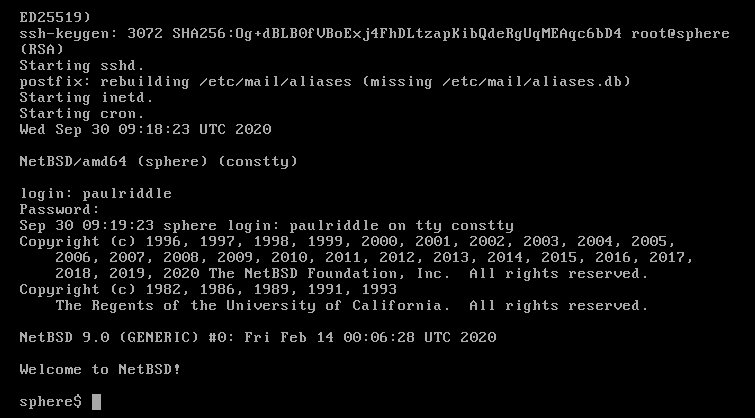 ED25519)
ssh-keygen: 3072 SHA256:Og+dBLB0fVBoExj4FhDLtzapKibQdeRgUqMEAqc6bD4 root@sphere
(RSA)
Starting sshd.
postfix: rebuilding /etc/mail/aliases (missing /etc/mail/aliases.db)
Starting inetd.
Starting cron.
Wed Sep 30 09:18:23 UTC 2020
NetBSD/amd64 (sphere) (constty)
login: paulriddle
Password:
Sep 30 09:19:23 sphere login: paulriddle on tty constty
Copyright (c) 1996, 1997, 1998, 1999, 2000, 2001, 2002, 2003, 2004, 2005,
2006, 2007, 2008, 2009, 2010, 2011, 2012, 2013, 2014, 2015, 2016, 2017,
2018, 2019, 2020 The NetBSD Foundation, Inc.  All rights reserved.
Copyright (c) 1982, 1986, 1989, 1991, 1993
The Regents of the University of California.  All rights reserved.
NetBSD 9.0 (GENERIC) #0: Fri Feb 14 00:06:28 UTC 2020
Welcome to NetBSD!
sphere$